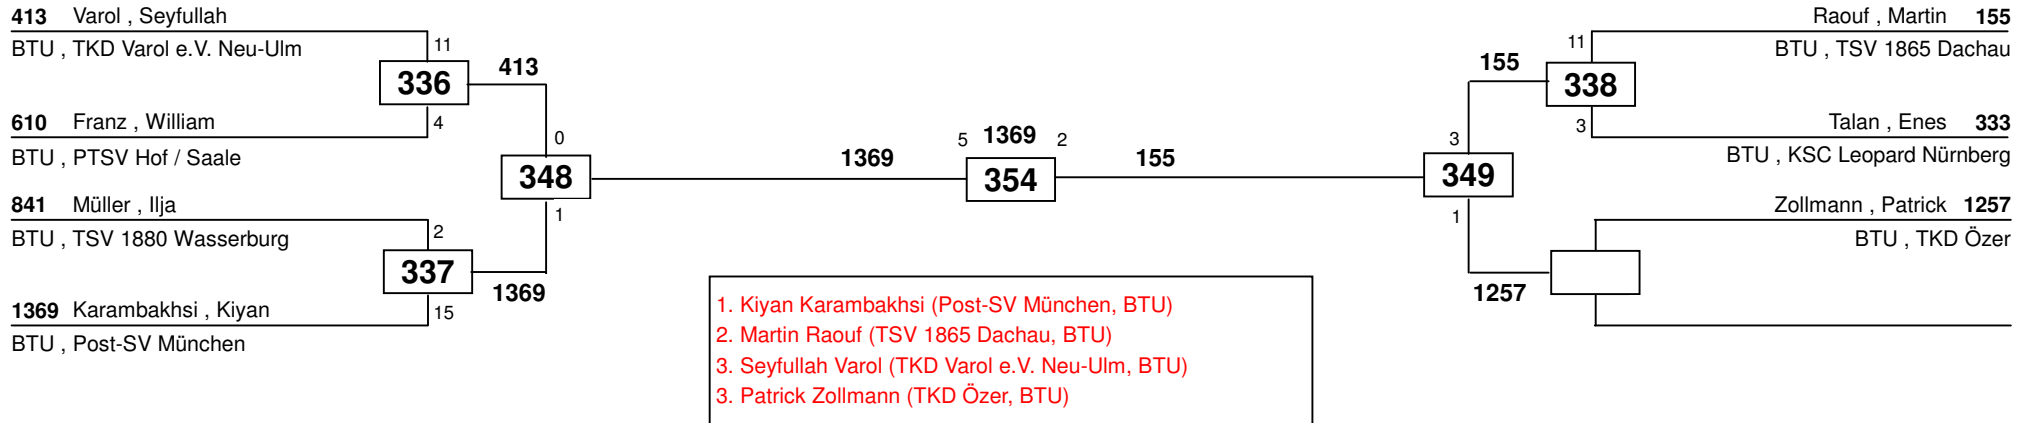 413 Varol , Seyfullah
BTU , TKD Varol e.V. Neu-Ulm
11
336
413
4
610 Franz , William
BTU , PTSV Hof / Saale
0
348
1
841 Müller , Ilja
BTU , TSV 1880 Wasserburg
2
337
1369
15
1369 Karambakhsi , Kiyan
BTU , Post-SV München
1369
5 1369 2
354
155
1. Kiyan Karambakhsi (Post-SV München, BTU)
2. Martin Raouf (TSV 1865 Dachau, BTU)
3. Seyfullah Varol (TKD Varol e.V. Neu-Ulm, BTU)
3. Patrick Zollmann (TKD Özer, BTU)
Raouf , Martin 155
BTU , TSV 1865 Dachau
11
155
338
3
Talan , Enes 333
BTU , KSC Leopard Nürnberg
3
349
1
Zollmann , Patrick 1257
BTU , TKD Özer
1257